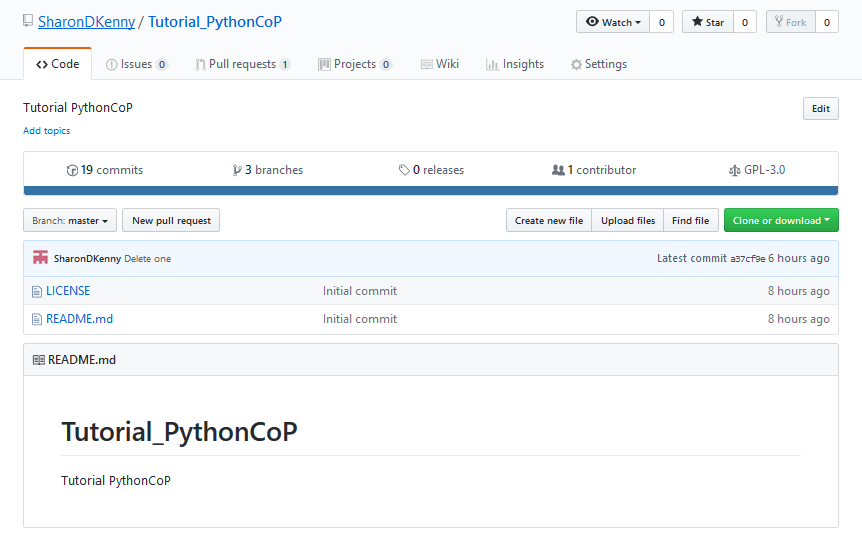 SharonDKenny / Tutorial_PythonCoP Watch 0 Star 0 Fork 0
Code Issues 0 Pull requests 1 Projects 0 Wiki Insights Settings
Tutorial PythonCoP Edit
Add topics
19 commits 3 branches 0 releases 1 contributor GPL-3.0
Branch: master New pull request Create new file Upload files Find file Clone or download
SharonDKenny Delete one Latest commit a37cf9e 6 hours ago
LICENSE Initial commit 8 hours ago
README.md Initial commit 8 hours ago
README.md
Tutorial_PythonCoP
Tutorial PythonCoP